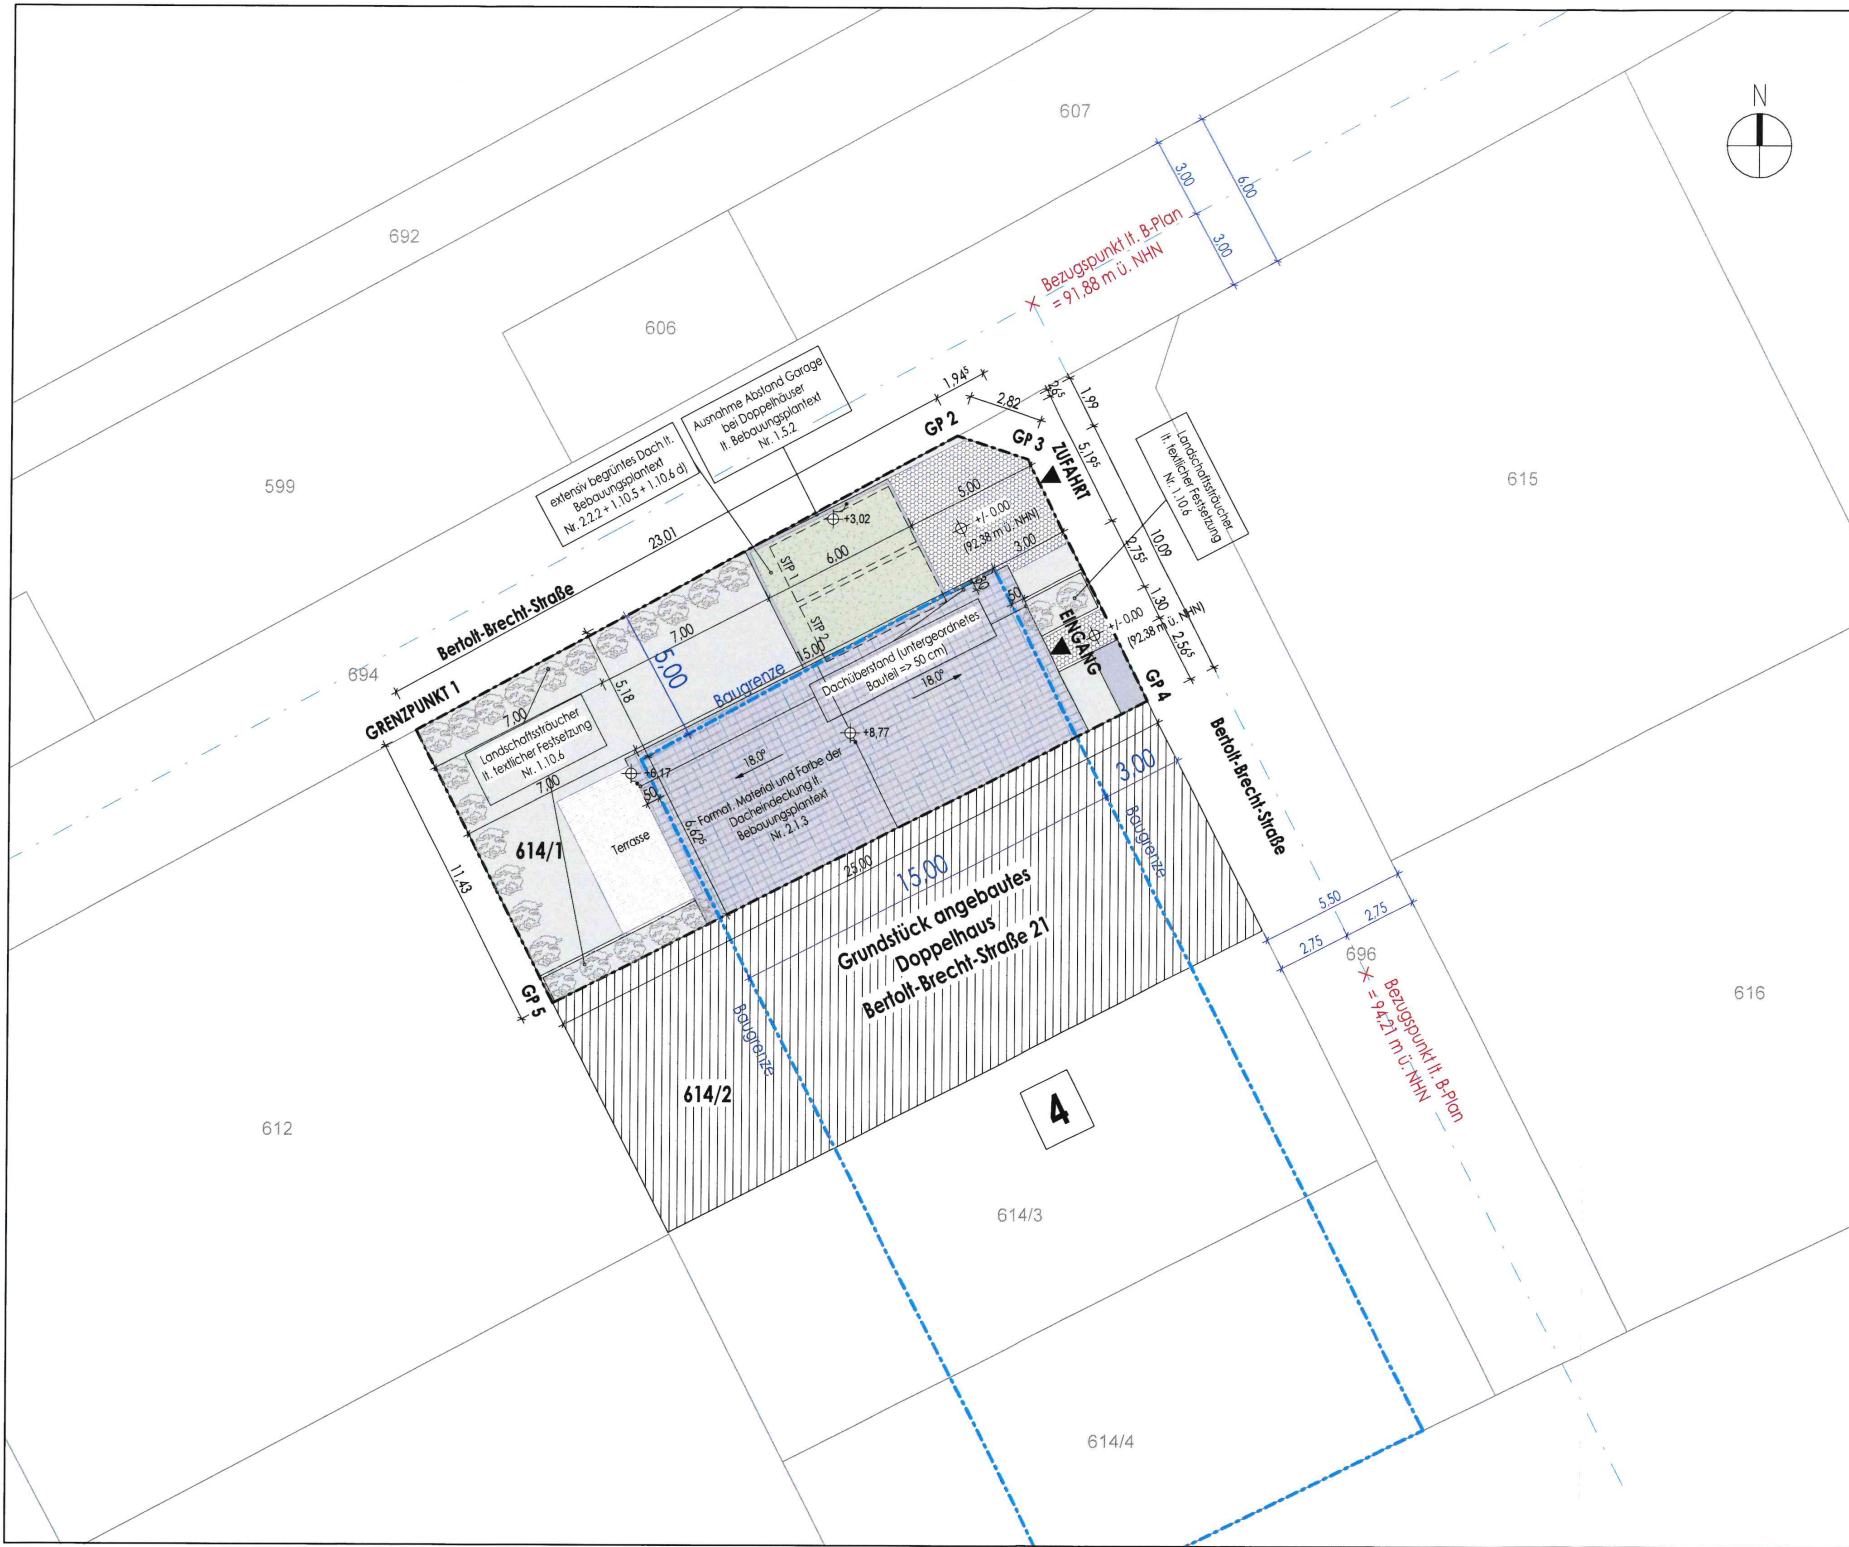 N
607
692
3,00
6,00
3,00
Bezugspunkt lt. B-Plan
= 91,88 m ü. NHN
606
Ausnahme Abstand Garage
bei Doppelhäuser
lt. Bebauungsplantext
Nr. 1.5.2
extensiv begrüntes Dach lt.
Bebauungsplantext
Nr. 2.2.2 + 1.10.5 + 1.10.6 d)
1,94⁵
2,82
26⁵
1,99
GP 2
GP 3
ZUFAHRT
5,19⁵
Landschaftssträucher
lt. textlicher Festsetzung
Nr. 1.10.6
615
599
23,01
+3,02
5,00
+/- 0.00
(92.38 m ü. NHN)
3,00
6,00
STP 1
STP 2
2,75⁵
10,09
1,30
2,56⁵
Bertolt-Brecht-Straße
694
GRENZPUNKT 1
7,00
5,00
Baugrenze
15,00
30
50
EINGANG
+/- 0.00
(92.38 m ü. NHN)
Dachüberstand (untergeordnetes
Bauteil => 50 cm)
18.0°
GP 4
5,18
7,00
Landschaftssträucher
lt. textlicher Festsetzung
Nr. 1.10.6
7,00
+8,77
+6,17
50
18.0°
Format, Material und Farbe der
Dacheindeckung lt.
Bebauungsplantext
Nr. 2.1.3
6,62⁵
Terrasse
614/1
11,43
GP 5
25,00
15,00
3,00
Baugrenze
Bertolt-Brecht-Straße
Grundstück angebautes
Doppelhaus
Bertolt-Brecht-Straße 21
Baugrenze
5,50
2,75
2,75
696
Bezugspunkt lt. B-Plan
= 94,21 m ü. NHN
616
614/2
4
612
614/3
614/4